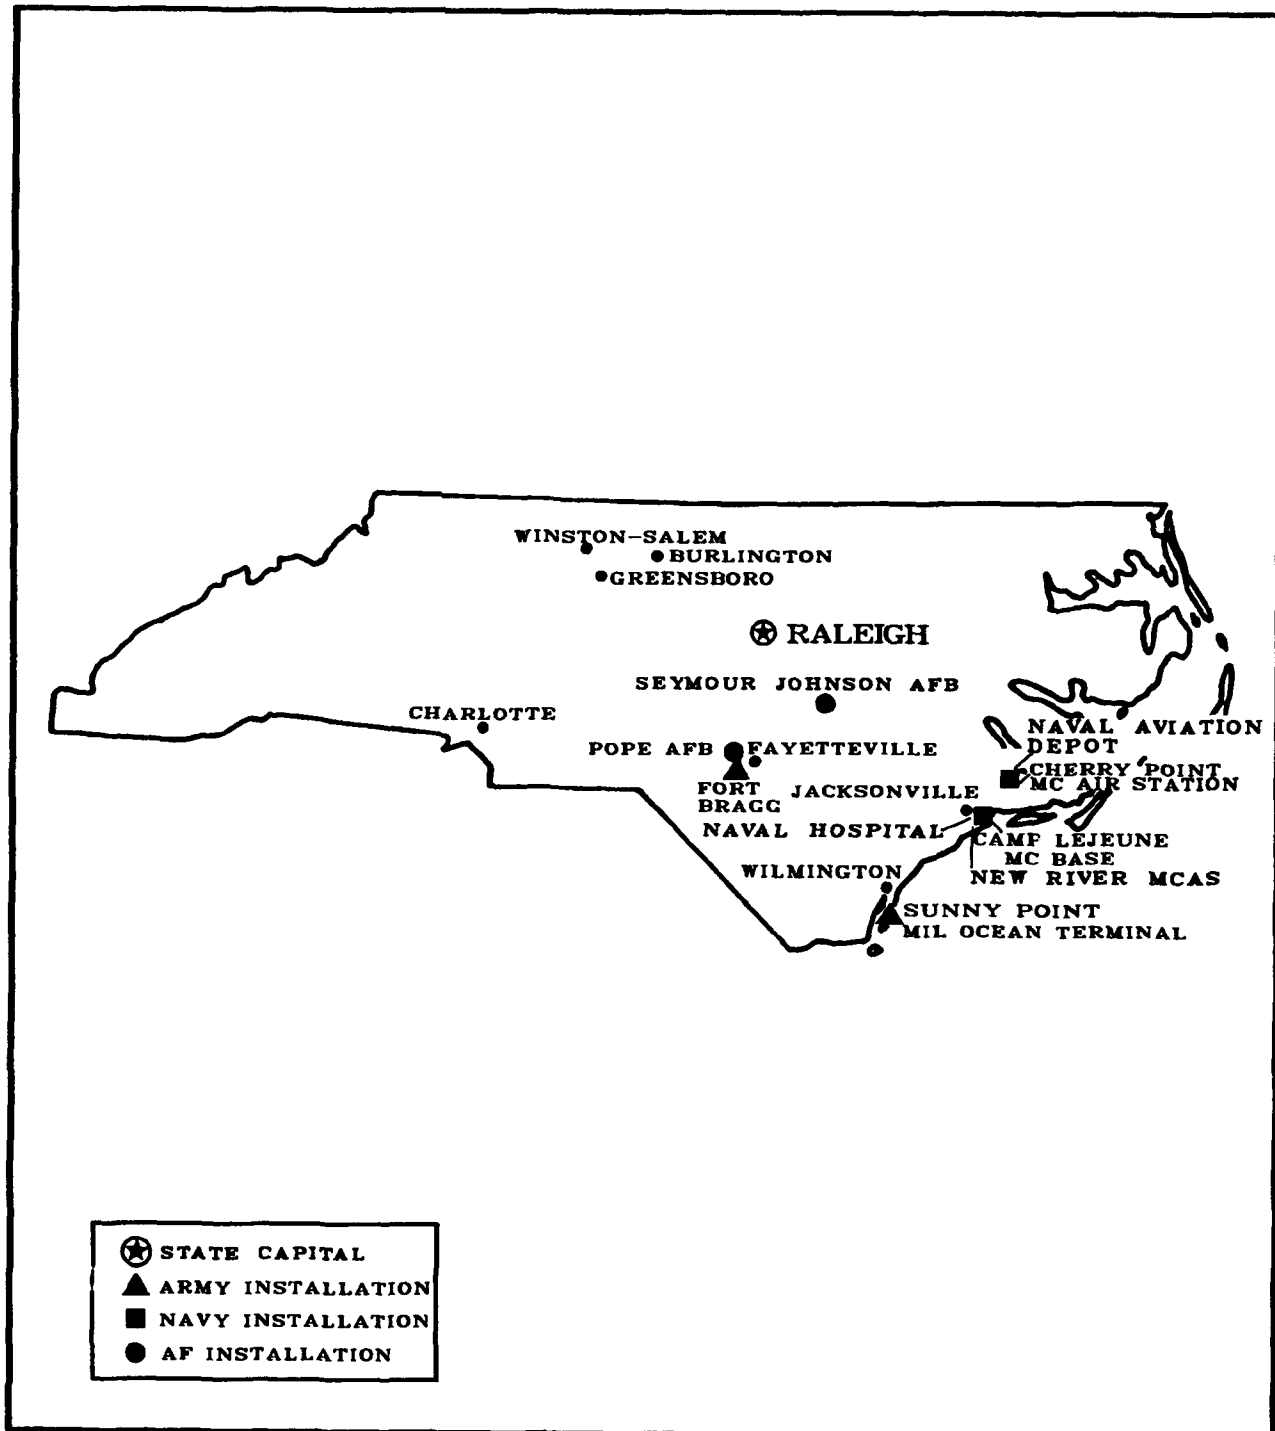 WINSTON-SALEM
BURLINGTON
GREENSBORO
RALEIGH
SEYMOUR JOHNSON AFB
CHARLOTTE
NAVAL AVIATION
DEPOT
POPE AFB
FAYETTEVILLE
CHERRY POINT
MC AIR STATION
FORT
BRAGG
JACKSONVILLE
NAVAL HOSPITAL
CAMP LEJEUNE
MC BASE
NEW RIVER MCAS
WILMINGTON
SUNNY POINT
MIL OCEAN TERMINAL
STATE CAPITAL
ARMY INSTALLATION
NAVY INSTALLATION
AF INSTALLATION